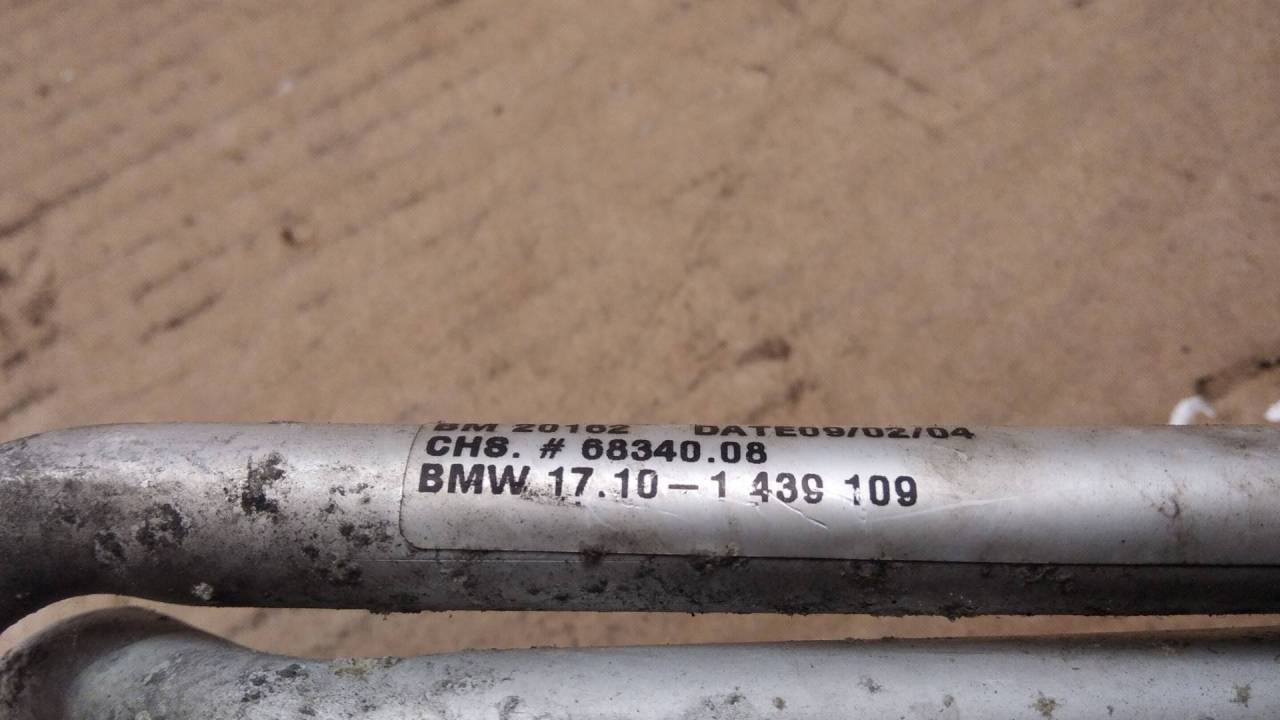 BM 20162 DATE09/02/04
CHS. # 68340.08
BMW 17.10-1 439 109